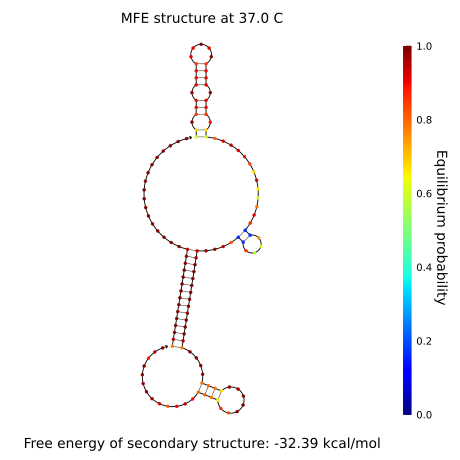 MFE structure at 37.0 C
1.0
0.8
0.6
0.4
0.2
0.0
Equilibrium probability
Free energy of secondary structure: -32.39 kcal/mol